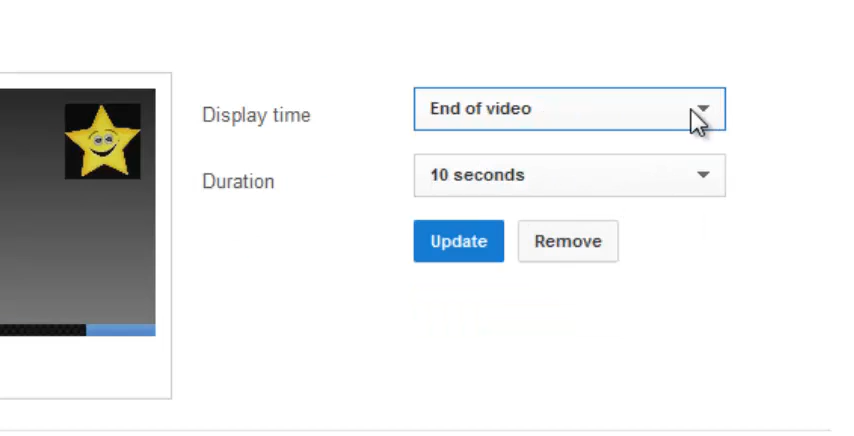 Display time
End of video
Duration
10 seconds
Update
Remove